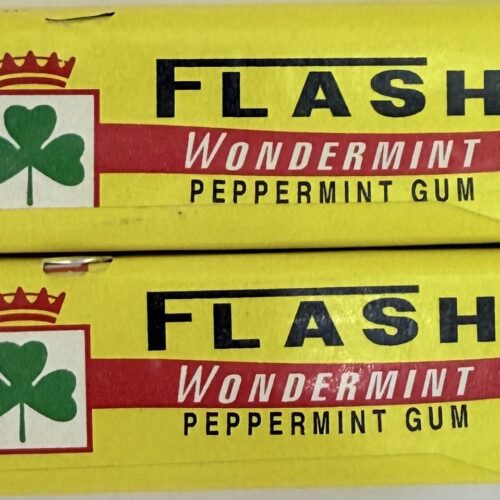 FLASH
WONDERMINT
PEPPERMINT GUM
FLASH
WONDERMINT
PEPPERMINT GUM